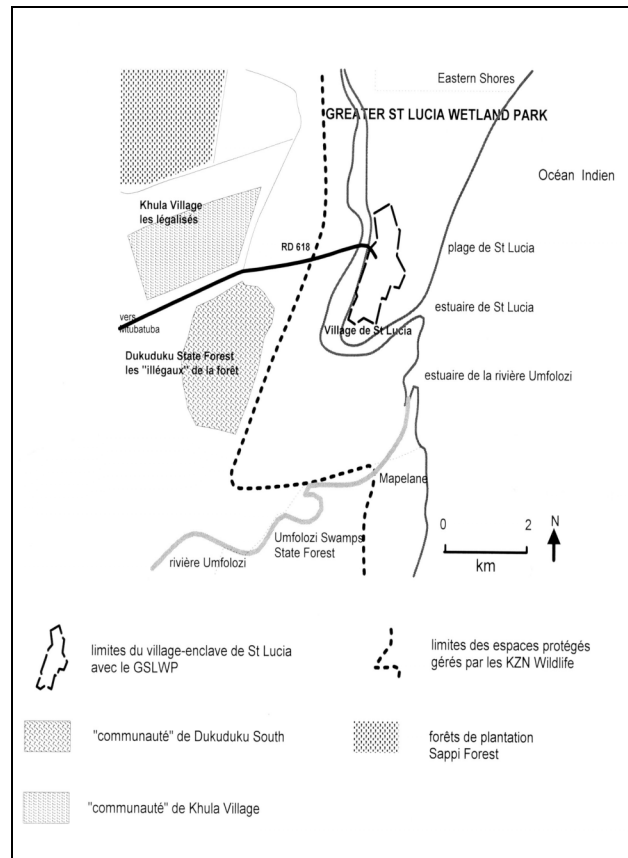 Eastern Shores
GREATER ST LUCIA WETLAND PARK
Océan Indien
Khula Village
les légalisés
RD 618
plage de St Lucia
estuaire de St Lucia
vers
Mtubatuba
Village de St Lucia
Dukuduku State Forest
les "illégaux" de la forêt
estuaire de la rivière Umfolozi
Mapelane
0 2 N
km
Umfolozi Swamps
State Forest
rivière Umfolozi
limites du village-enclave de St Lucia
avec le GSLWP
limites des espaces protégés
gérés par les KZN Wildlife
"communauté" de Dukuduku South
forêts de plantation
Sappi Forest
"communauté" de Khula Village